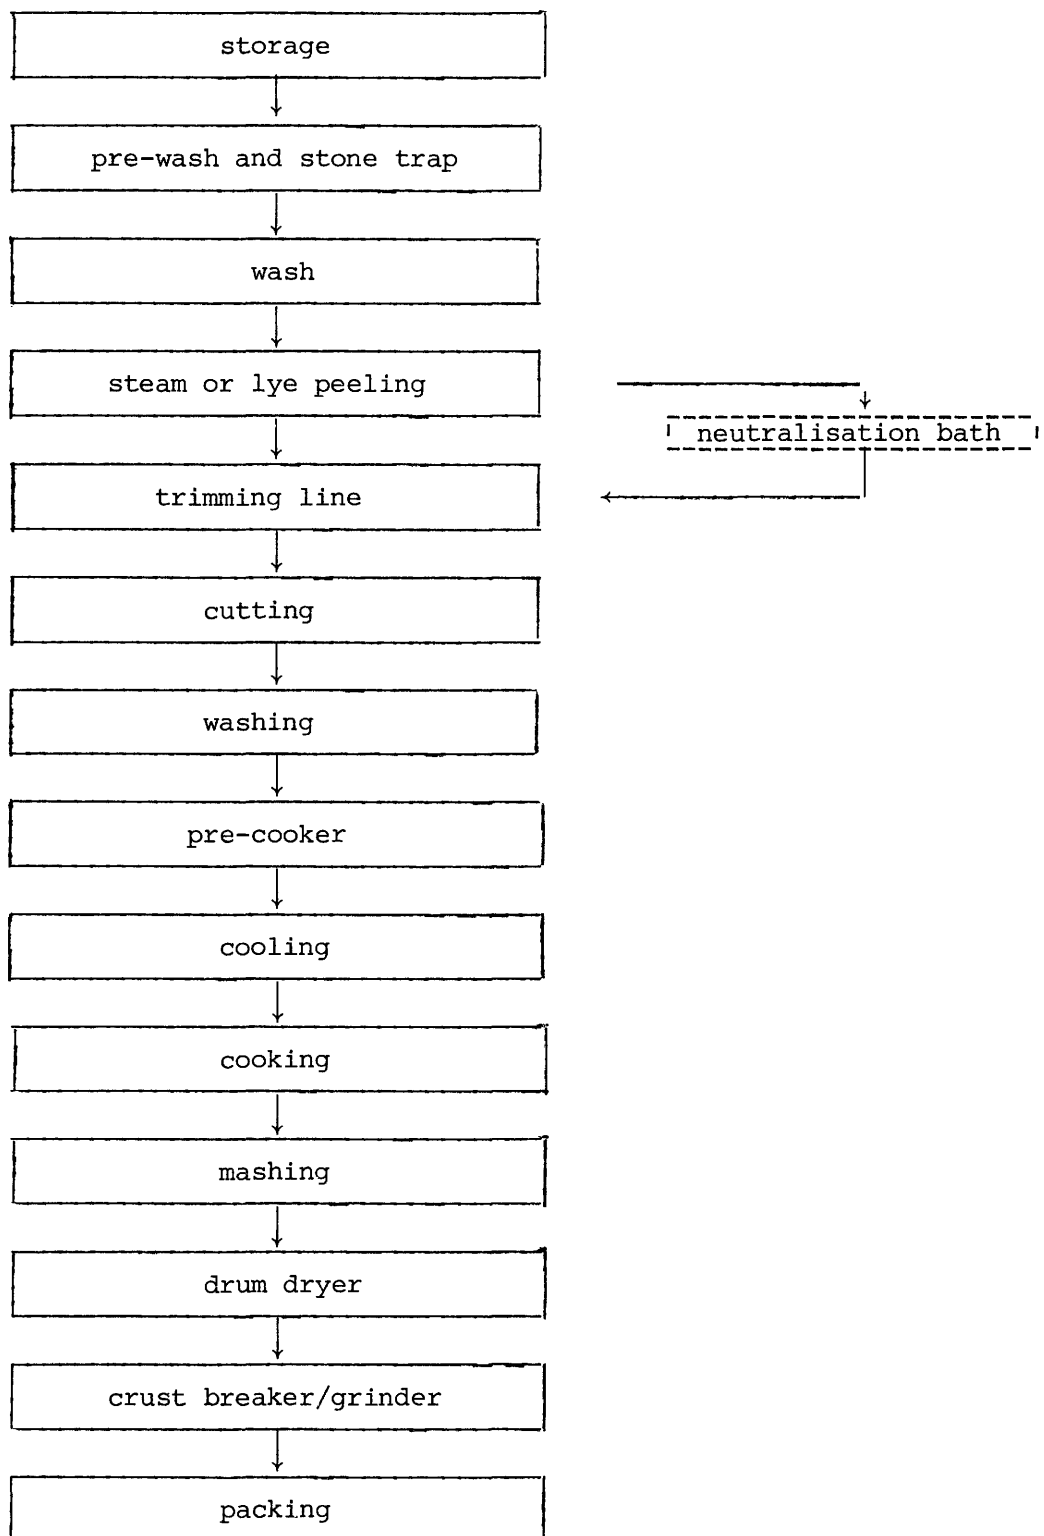 storage
pre-wash and stone trap
wash
steam or lye peeling
neutralisation bath
trimming line
cutting
washing
pre-cooker
cooling
cooking
mashing
drum dryer
crust breaker/grinder
packing